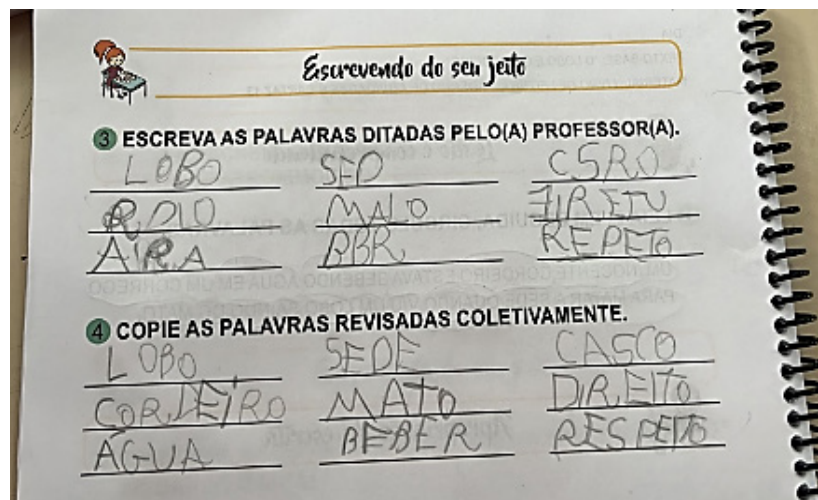 Escrevendo do seu jeito
3 ESCREVA AS PALAVRAS DITADAS PELO(A) PROFESSOR(A).
LOBO SED CSRO
RDIO MALO DIREIU
AIRA BBR REPETO
4 COPIE AS PALAVRAS REVISADAS COLETIVAMENTE.
LOBO SEDE CASCO
CORDEIRO MATO DIREITO
ÁGUA BEBER RESPEITO